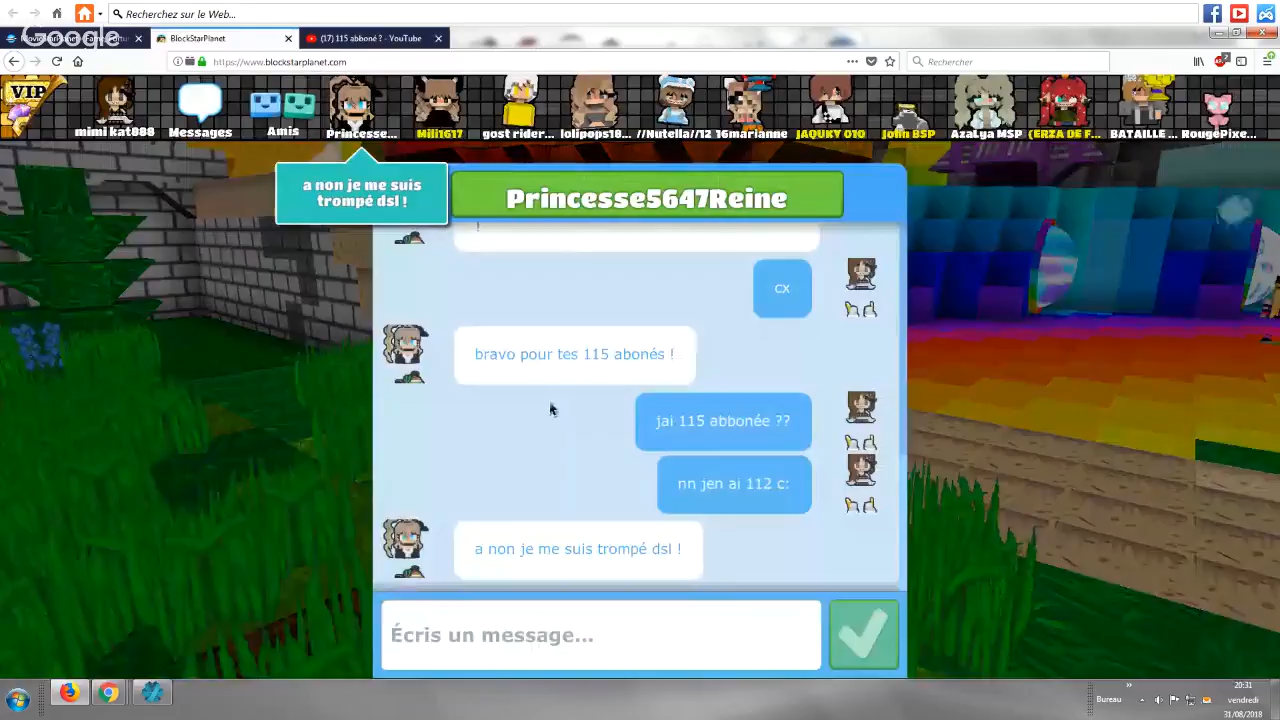 Recherchez sur le Web...
Google
BlockStarPlanet
(17) 115 abboné ? - YouTube
https://www.blockstarplanet.com
Rechercher
VIP
mimi kat888
Messages
Amis
Princesse...
Mili1617
gost rider...
lolipops18...
//Nutella//12
16marianne
JAQUKY 010
John BSP
AzaLya MSP
(ERZA DE F...
BATAILLE ...
RougePixe...
a non je me suis
trompé dsl !
Princesse5647Reine
!
cx
bravo pour tes 115 abonés !
jai 115 abbonée ??
nn jen ai 112 c:
a non je me suis trompé dsl !
Écris un message...
Bureau
20:31
vendredi
31/08/2018